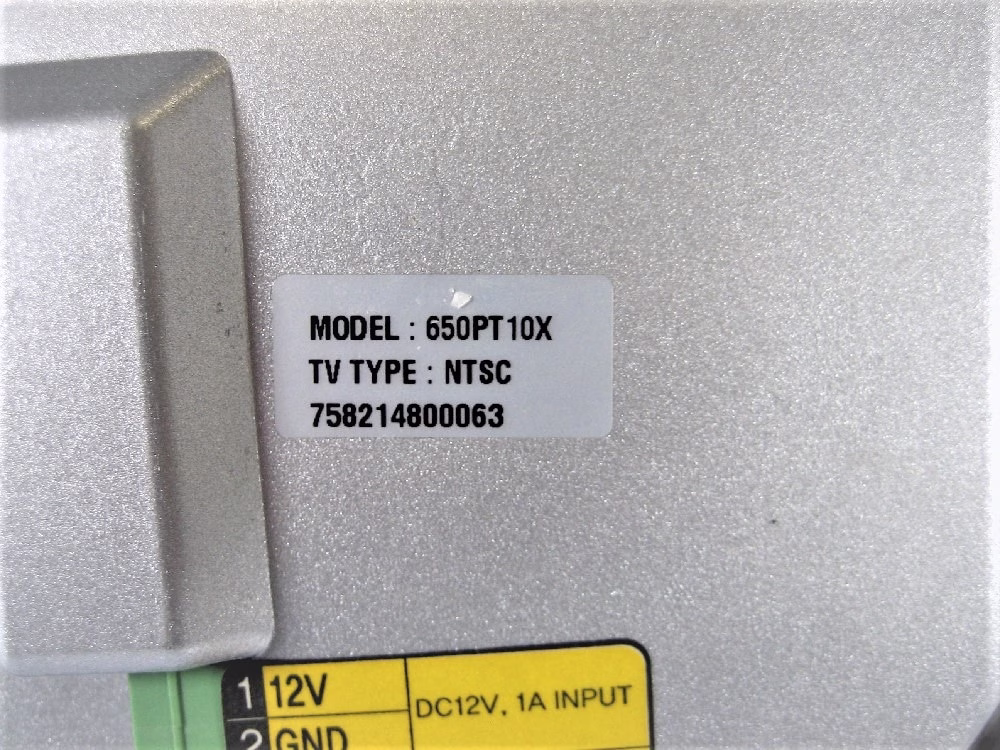 MODEL : 650PT10X
TV TYPE : NTSC
758214800063
1 12V DC12V, 1A INPUT
2 GND